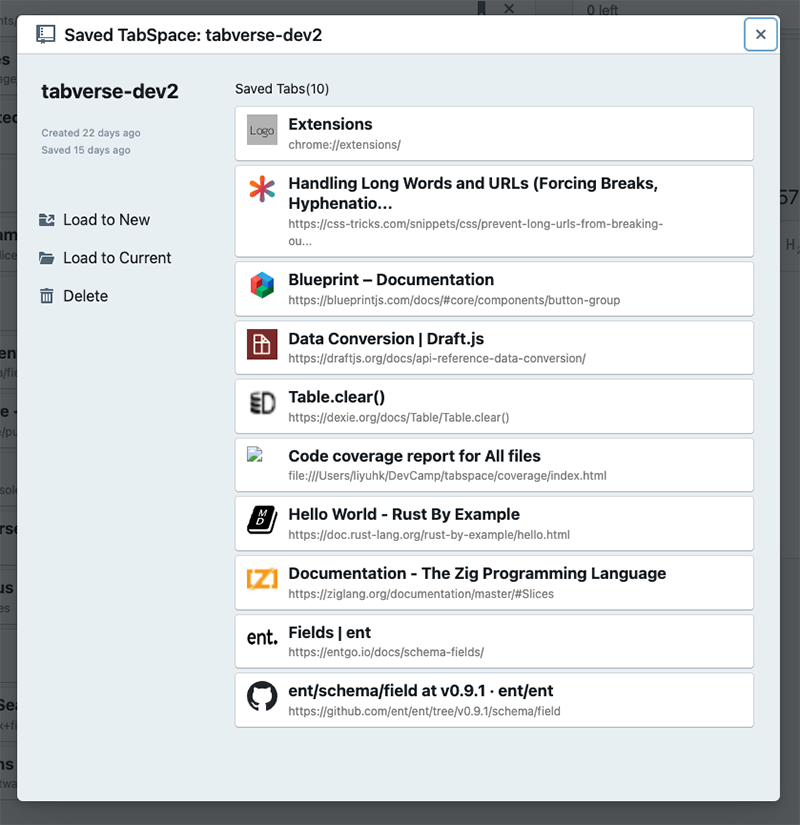 0 left
Saved TabSpace: tabverse-dev2
tabverse-dev2
Created 22 days ago
Saved 15 days ago
Load to New
Load to Current
Delete
Saved Tabs(10)
Logo
Extensions
chrome://extensions/
Handling Long Words and URLs (Forcing Breaks,
Hyphenatio...
https://css-tricks.com/snippets/css/prevent-long-urls-from-breaking-
ou...
Blueprint – Documentation
https://blueprintjs.com/docs/#core/components/button-group
Data Conversion | Draft.js
https://draftjs.org/docs/api-reference-data-conversion/
ED
Table.clear()
https://dexie.org/docs/Table/Table.clear()
Code coverage report for All files
file:///Users/liyuhk/DevCamp/tabspace/coverage/index.html
MD
Hello World - Rust By Example
https://doc.rust-lang.org/rust-by-example/hello.html
Documentation - The Zig Programming Language
https://ziglang.org/documentation/master/#Slices
ent.
Fields | ent
https://entgo.io/docs/schema-fields/
ent/schema/field at v0.9.1 · ent/ent
https://github.com/ent/ent/tree/v0.9.1/schema/field
57